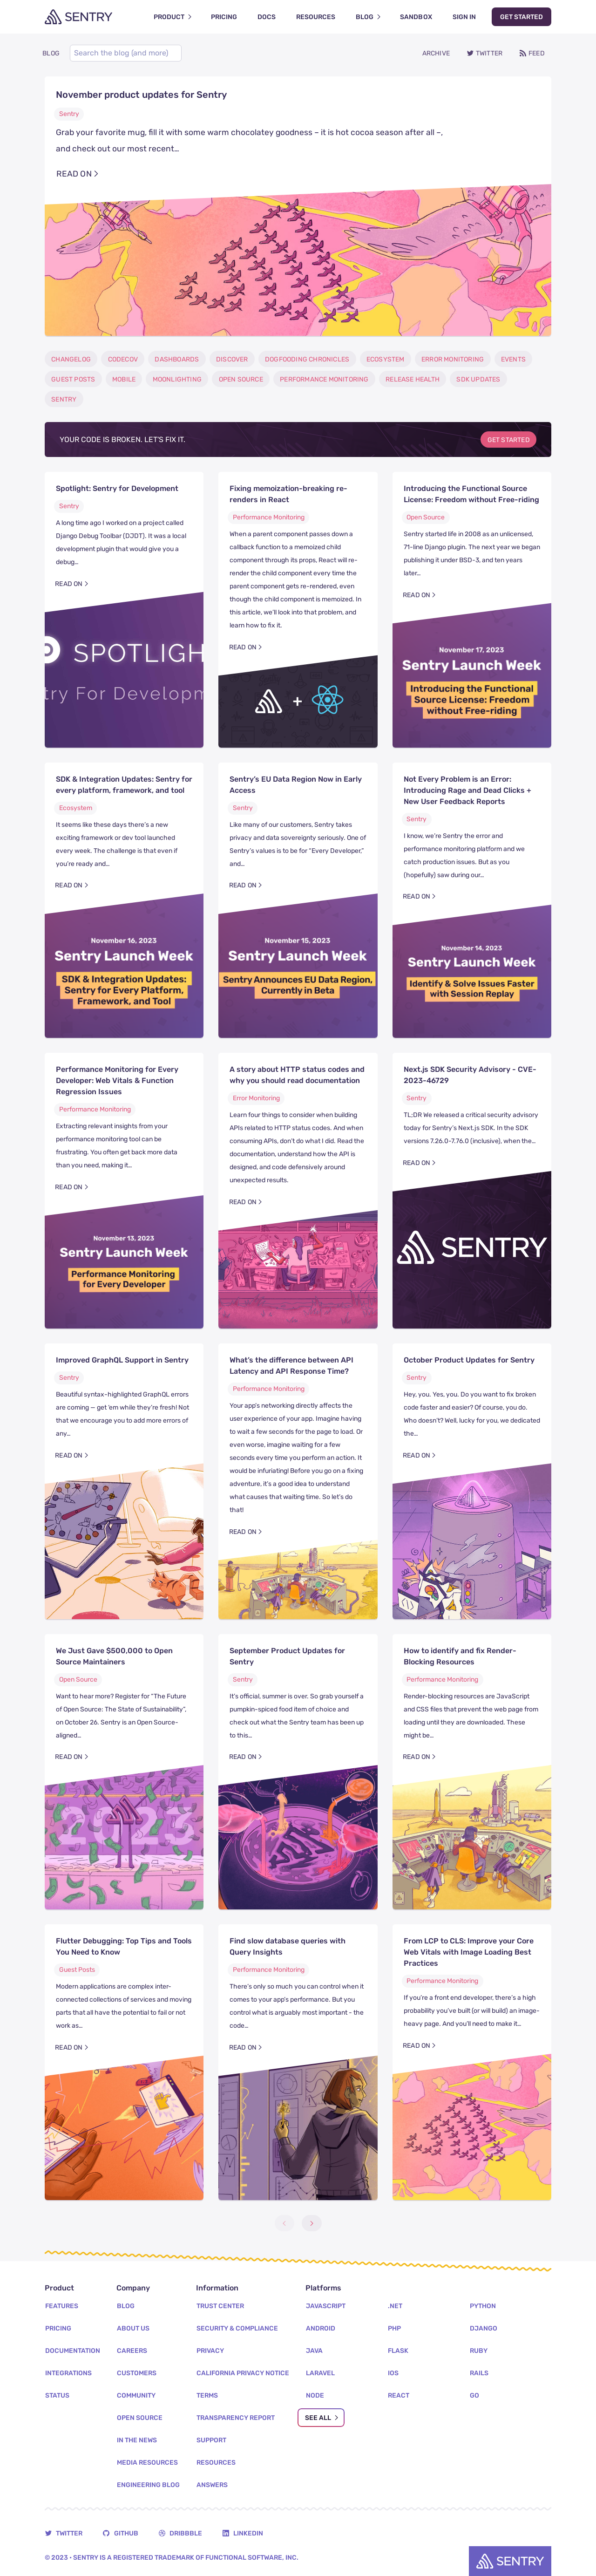 SENTRY
PRODUCT
PRICING
DOCS
RESOURCES
BLOG
SANDBOX
SIGN IN
GET STARTED
BLOG
Search the blog (and more)
ARCHIVE
TWITTER
FEED
November product updates for Sentry
Sentry
Grab your favorite mug, fill it with some warm chocolatey goodness – it is hot cocoa season after all –,
and check out our most recent…
READ ON
CHANGELOG CODECOV DASHBOARDS DISCOVER DOGFOODING CHRONICLES ECOSYSTEM ERROR MONITORING EVENTS
GUEST POSTS MOBILE MOONLIGHTING OPEN SOURCE PERFORMANCE MONITORING RELEASE HEALTH SDK UPDATES
SENTRY
YOUR CODE IS BROKEN. LET'S FIX IT.
GET STARTED
Spotlight: Sentry for Development
Sentry
A long time ago I worked on a project called
Django Debug Toolbar (DJDT). It was a local
development plugin that would give you a
debug…
READ ON
SPOTLIGH
try For Developmen
Fixing memoization-breaking re-
renders in React
Performance Monitoring
When a parent component passes down a
callback function to a memoized child
component through its props, React will re-
render the child component every time the
parent component gets re-rendered, even
though the child component is memoized. In
this article, we'll look into that problem, and
learn how to fix it.
READ ON
+
Introducing the Functional Source
License: Freedom without Free-riding
Open Source
Sentry started life in 2008 as an unlicensed,
71-line Django plugin. The next year we began
publishing it under BSD-3, and ten years
later…
READ ON
November 17, 2023
Sentry Launch Week
Introducing the Functional
Source License: Freedom
without Free-riding
SDK & Integration Updates: Sentry for
every platform, framework, and tool
Ecosystem
It seems like these days there's a new
exciting framework or dev tool launched
every week. The challenge is that even if
you're ready and…
READ ON
November 16, 2023
Sentry Launch Week
SDK & Integration Updates:
Sentry for Every Platform,
Framework, and Tool
Sentry's EU Data Region Now in Early
Access
Sentry
Like many of our customers, Sentry takes
privacy and data sovereignty seriously. One of
Sentry's values is to be for "Every Developer,"
and…
READ ON
November 15, 2023
Sentry Launch Week
Sentry Announces EU Data Region,
Currently in Beta
Not Every Problem is an Error:
Introducing Rage and Dead Clicks +
New User Feedback Reports
Sentry
I know, we're Sentry the error and
performance monitoring platform and we
catch production issues. But as you
(hopefully) saw during our…
READ ON
November 14, 2023
Sentry Launch Week
Identify & Solve Issues Faster
with Session Replay
Performance Monitoring for Every
Developer: Web Vitals & Function
Regression Issues
Performance Monitoring
Extracting relevant insights from your
performance monitoring tool can be
frustrating. You often get back more data
than you need, making it…
READ ON
November 13, 2023
Sentry Launch Week
Performance Monitoring
for Every Developer
A story about HTTP status codes and
why you should read documentation
Error Monitoring
Learn four things to consider when building
APIs related to HTTP status codes. And when
consuming APIs, don't do what I did. Read the
documentation, understand how the API is
designed, and code defensively around
unexpected results.
READ ON
Next.js SDK Security Advisory - CVE-
2023-46729
Sentry
TL;DR We released a critical security advisory
today for Sentry's Next.js SDK. In the SDK
versions 7.26.0-7.76.0 (inclusive), when the…
READ ON
SENTRY
Improved GraphQL Support in Sentry
Sentry
Beautiful syntax-highlighted GraphQL errors
are coming — get 'em while they're fresh! Not
that we encourage you to add more errors of
any…
READ ON
What's the difference between API
Latency and API Response Time?
Performance Monitoring
Your app's networking directly affects the
user experience of your app. Imagine having
to wait a few seconds for the page to load. Or
even worse, imagine waiting for a few
seconds every time you perform an action. It
would be infuriating! Before you go on a fixing
adventure, it's a good idea to understand
what causes that waiting time. So let's do
that!
READ ON
October Product Updates for Sentry
Sentry
Hey, you. Yes, you. Do you want to fix broken
code faster and easier? Of course, you do.
Who doesn't? Well, lucky for you, we dedicated
the…
READ ON
We Just Gave $500,000 to Open
Source Maintainers
Open Source
Want to hear more? Register for "The Future
of Open Source: The State of Sustainability",
on October 26. Sentry is an Open Source-
aligned…
READ ON
2023
September Product Updates for
Sentry
Sentry
It's official, summer is over. So grab yourself a
pumpkin-spiced food item of choice and
check out what the Sentry team has been up
to this…
READ ON
How to identify and fix Render-
Blocking Resources
Performance Monitoring
Render-blocking resources are JavaScript
and CSS files that prevent the web page from
loading until they are downloaded. These
might be…
READ ON
Flutter Debugging: Top Tips and Tools
You Need to Know
Guest Posts
Modern applications are complex inter-
connected collections of services and moving
parts that all have the potential to fail or not
work as…
READ ON
Find slow database queries with
Query Insights
Performance Monitoring
There's only so much you can control when it
comes to your app's performance. But you
control what is arguably most important - the
code…
READ ON
From LCP to CLS: Improve your Core
Web Vitals with Image Loading Best
Practices
Performance Monitoring
If you're a front end developer, there's a high
probability you've built (or will build) an image-
heavy page. And you'll need to make it…
READ ON
Product
FEATURES
PRICING
DOCUMENTATION
INTEGRATIONS
STATUS
Company
BLOG
ABOUT US
CAREERS
CUSTOMERS
COMMUNITY
OPEN SOURCE
IN THE NEWS
MEDIA RESOURCES
ENGINEERING BLOG
Information
TRUST CENTER
SECURITY & COMPLIANCE
PRIVACY
CALIFORNIA PRIVACY NOTICE
TERMS
TRANSPARENCY REPORT
SUPPORT
RESOURCES
ANSWERS
Platforms
JAVASCRIPT
ANDROID
JAVA
LARAVEL
NODE
SEE ALL
.NET
PHP
FLASK
IOS
REACT
PYTHON
DJANGO
RUBY
RAILS
GO
TWITTER
GITHUB
DRIBBBLE
LINKEDIN
© 2023 • SENTRY IS A REGISTERED TRADEMARK OF FUNCTIONAL SOFTWARE, INC.
SENTRY